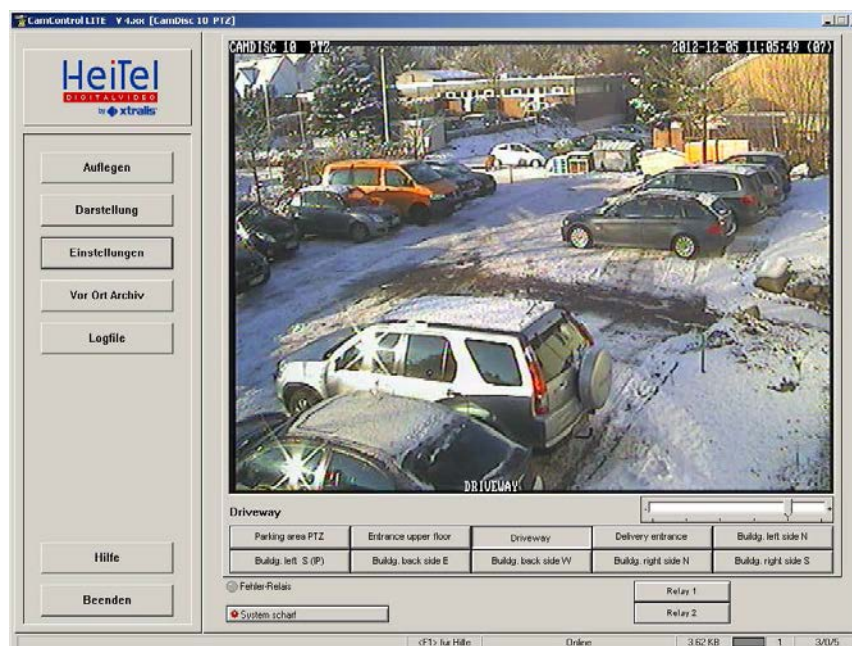 CamControl LITE V 4.xx [CamDisc 10 PTZ]
HeiTel
DIGITALVIDEO
by xtralis
Auflegen
Darstellung
Einstellungen
Vor Ort Archiv
Logfile
Hilfe
Beenden
CAMDISC 10 PTZ 2012-12-05 11:05:49 (07)
DRIVEWAY
Driveway
- +
Parking area PTZ Entrance upper floor Driveway Delivery entrance Buildg. left side N
Buildg. left S (IP) Buildg. back side E Buildg. back side W Buildg. right side N Buildg. right side S
Fehler-Relais
System scharf
Relay 1
Relay 2
<F1> für Hilfe Online 3.62 KB 1 3/0/5